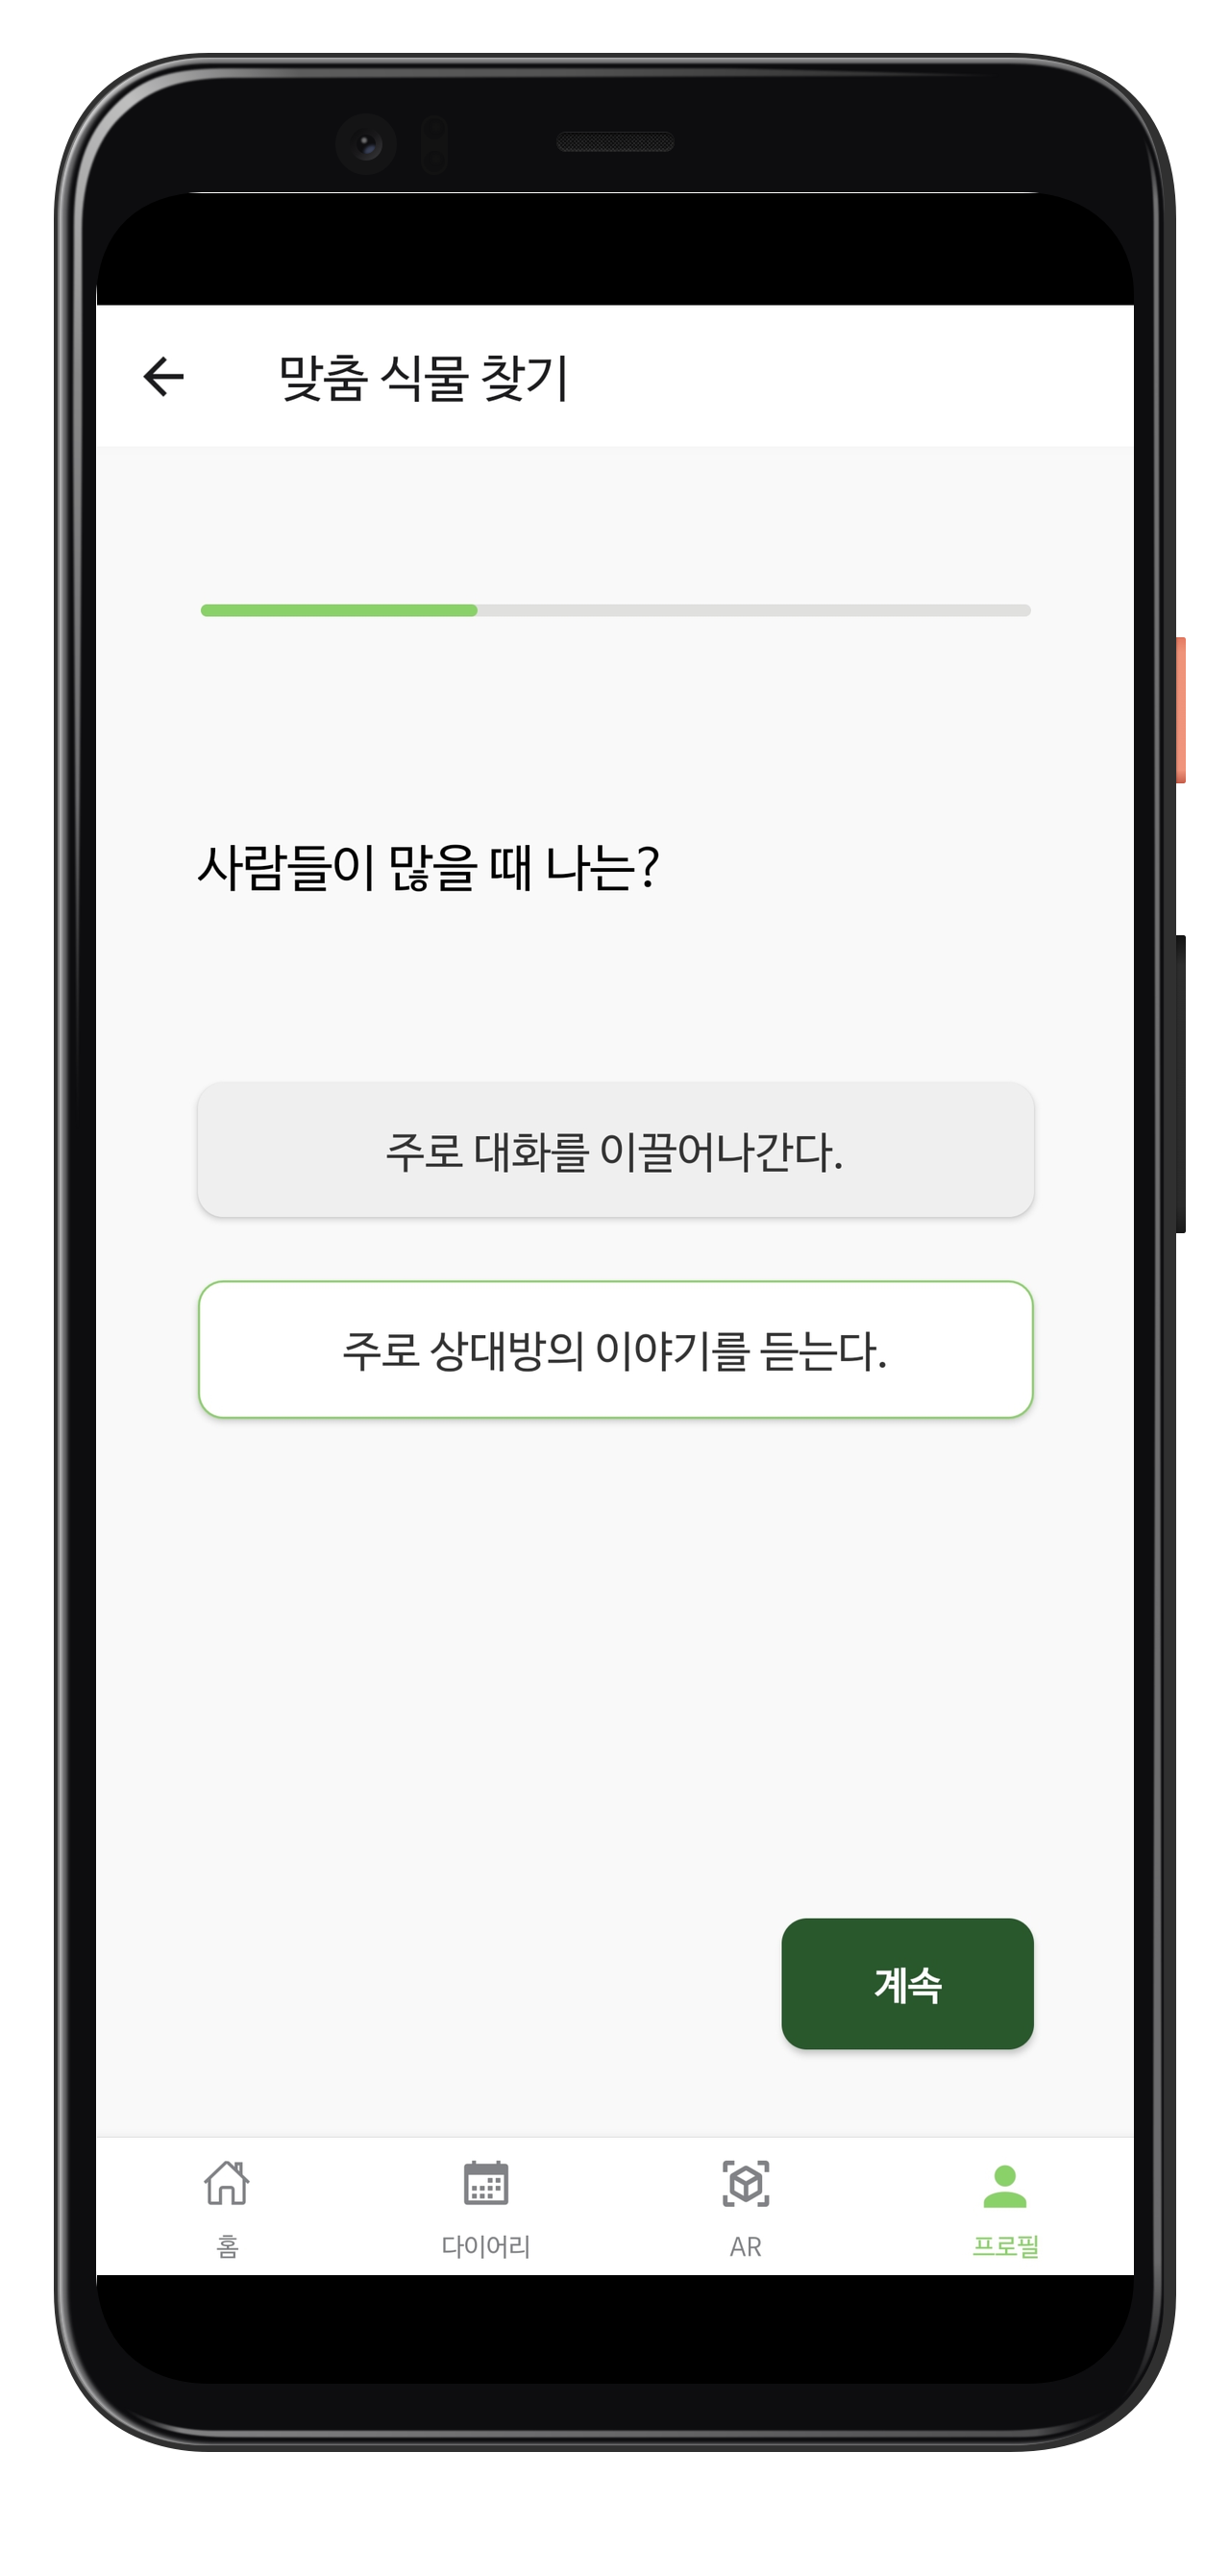 맞춤 식물 찾기
사람들이 많을 때 나는?
주로 대화를 이끌어나간다.
주로 상대방의 이야기를 듣는다.
계속
홈
다이어리
AR
프로필